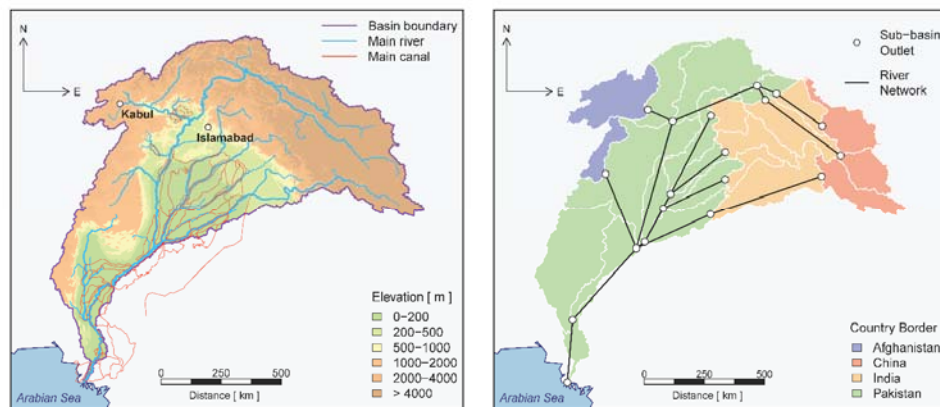 N
E
Basin boundary
Main river
Main canal
Kabul
Islamabad
Elevation [ m ]
0–200
200–500
500–1000
1000–2000
2000–4000
> 4000
0 250 500
Distance [ km ]
Arabian Sea
N
E
Sub-basin
Outlet
River
Network
Country Border
Afghanistan
China
India
Pakistan
0 250 500
Distance [ km ]
Arabian Sea